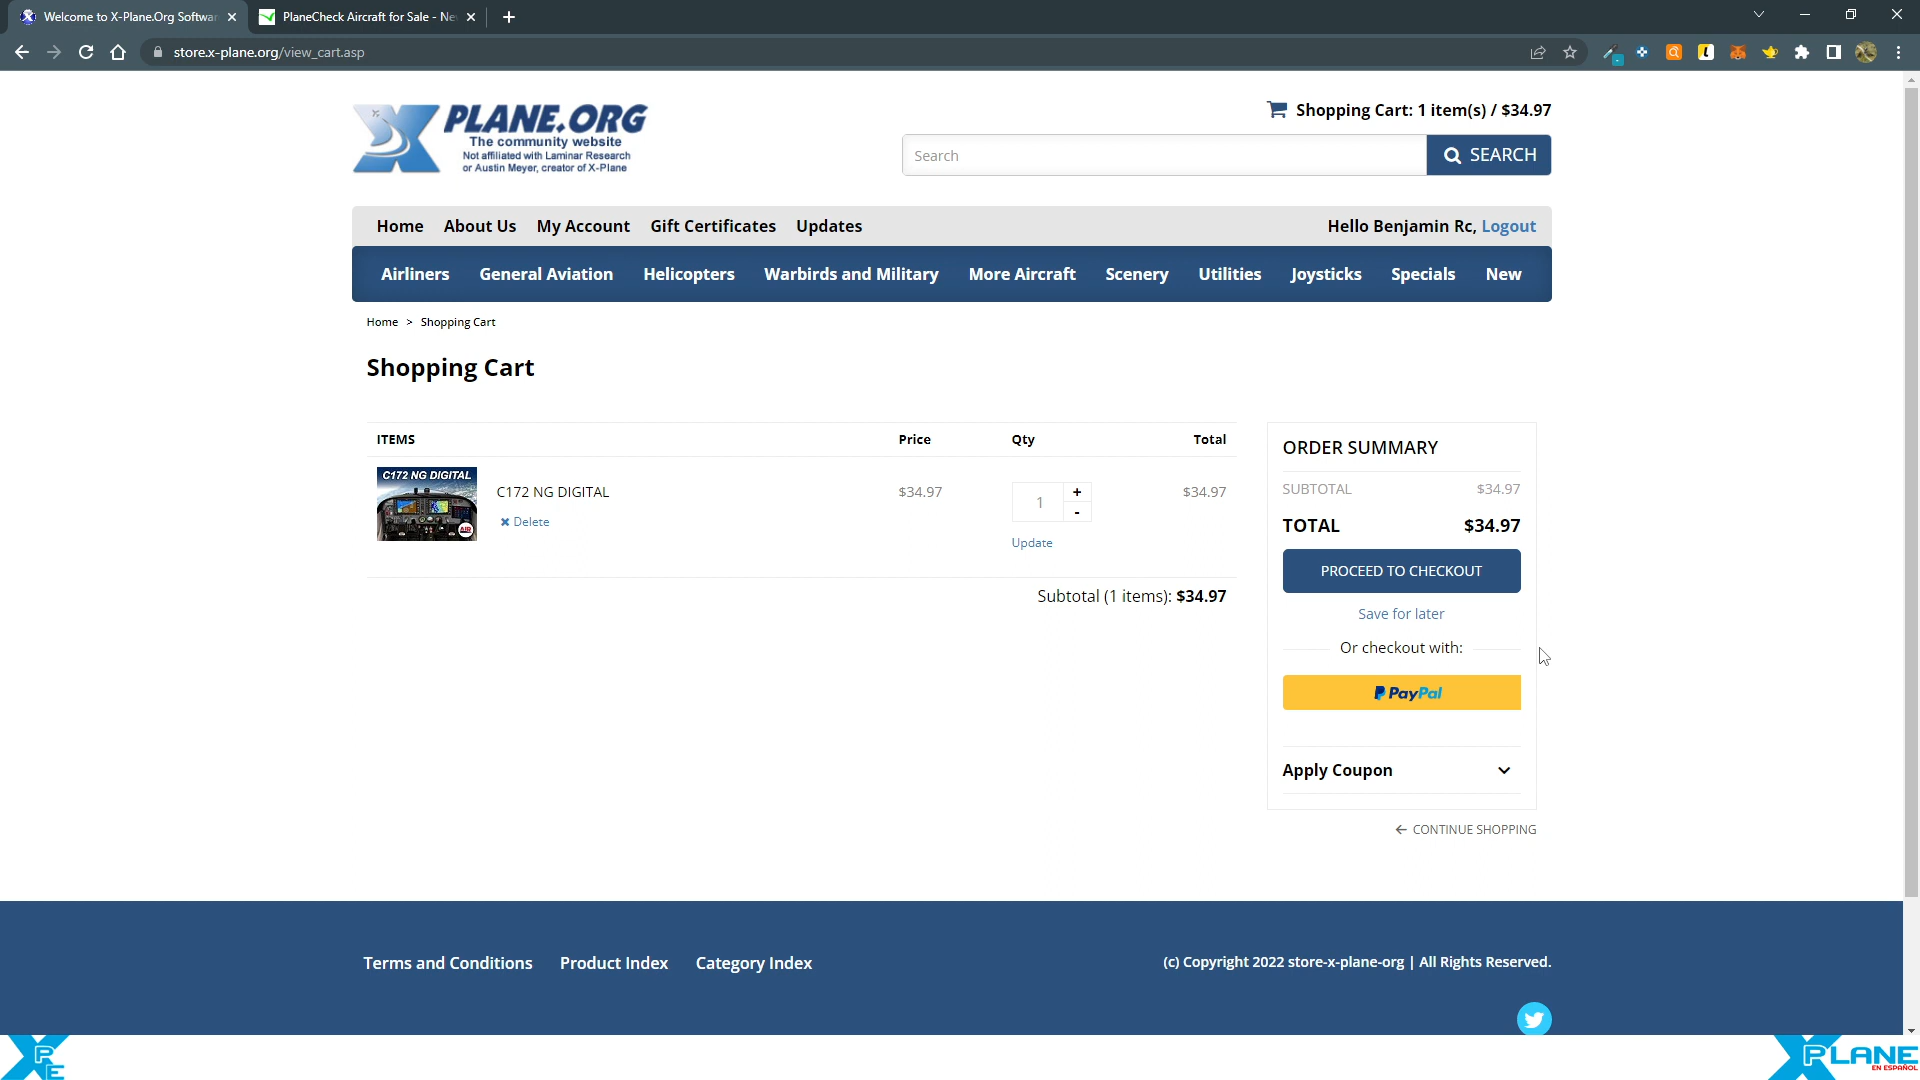 Welcome to X-Plane.Org Softwar
PlaneCheck Aircraft for Sale - Ne
store.x-plane.org/view_cart.asp
PLANE.ORG
The community website
Not affiliated with Laminar Research
or Austin Meyer, creator of X-Plane
Shopping Cart: 1 item(s) / $34.97
Search
SEARCH
Home About Us My Account Gift Certificates Updates
Hello Benjamin Rc, Logout
Airliners General Aviation Helicopters Warbirds and Military More Aircraft Scenery Utilities Joysticks Specials New
Home > Shopping Cart
Shopping Cart
ITEMS Price Qty Total
C172 NG DIGITAL
C172 NG DIGITAL
$34.97
1
+
-
$34.97
Delete
Update
Subtotal (1 items): $34.97
ORDER SUMMARY
SUBTOTAL $34.97
TOTAL $34.97
PROCEED TO CHECKOUT
Save for later
Or checkout with:
PayPal
Apply Coupon
← CONTINUE SHOPPING
Terms and Conditions Product Index Category Index
(c) Copyright 2022 store-x-plane-org | All Rights Reserved.
XPE
XPLANE
EN ESPAÑOL